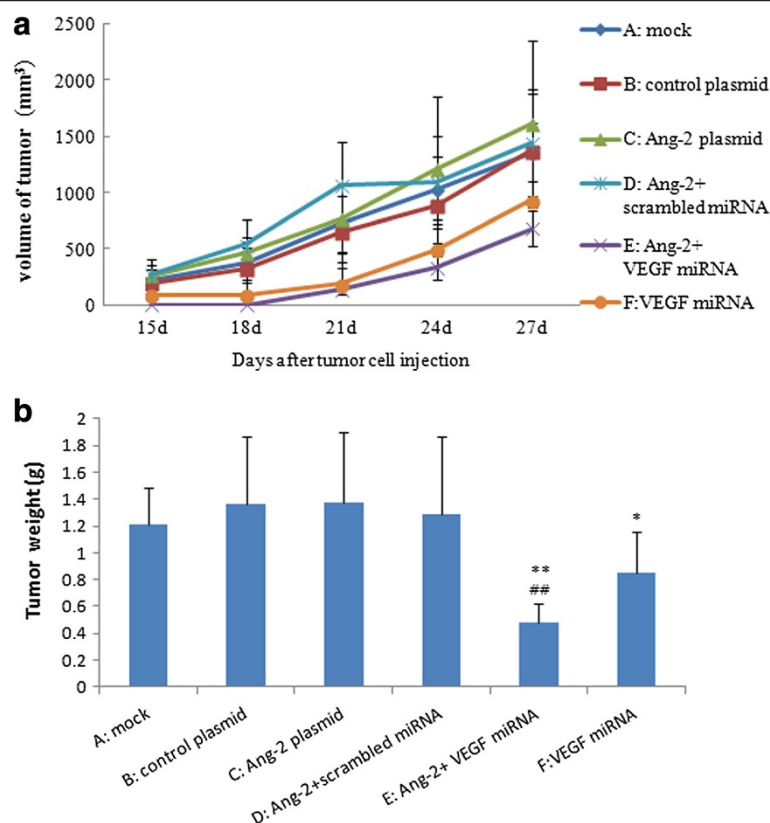 a
volume of tumor (mm³)
2500
2000
1500
1000
500
0
15d 18d 21d 24d 27d
Days after tumor cell injection
A: mock
B: control plasmid
C: Ang-2 plasmid
D: Ang-2+
scrambled miRNA
E: Ang-2+
VEGF miRNA
F:VEGF miRNA
b
Tumor weight (g)
2
1.8
1.6
1.4
1.2
1
0.8
0.6
0.4
0.2
0
**
##
*
A: mock
B: control plasmid
C: Ang-2 plasmid
D: Ang-2+scrambled miRNA
E: Ang-2+ VEGF miRNA
F:VEGF miRNA